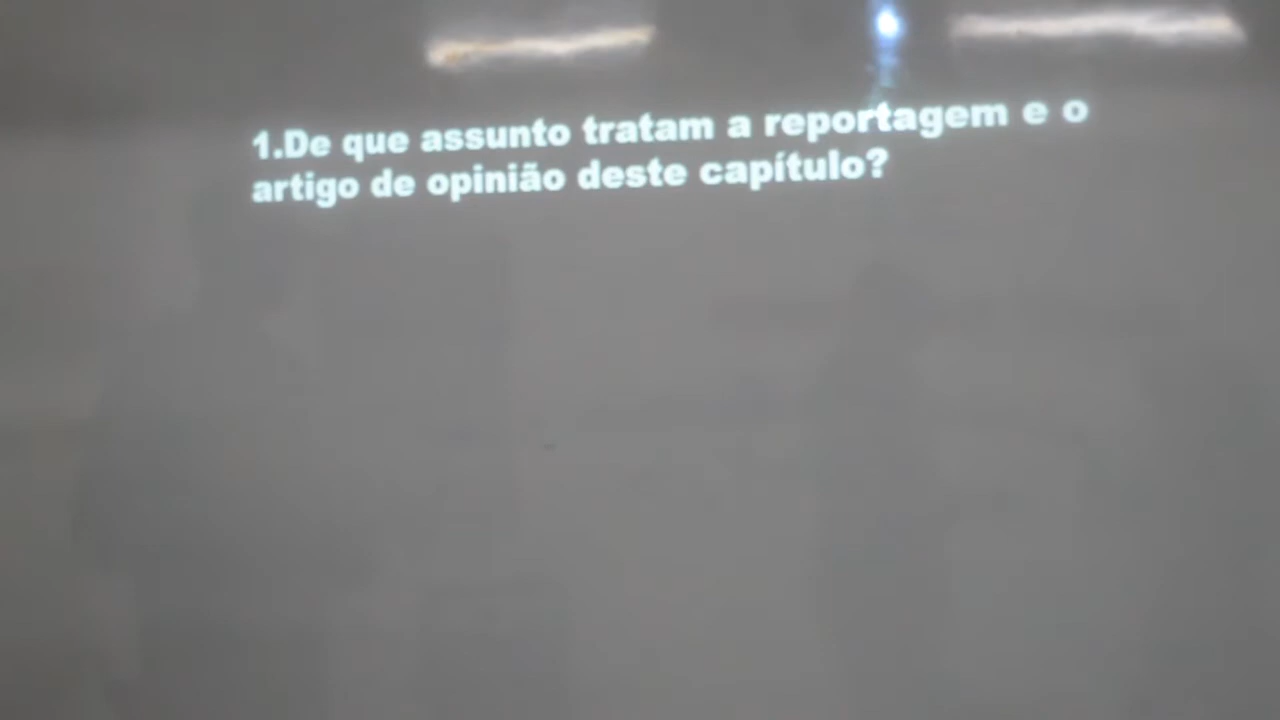 1.De que assunto tratam a reportagem e o
artigo de opinião deste capítulo?